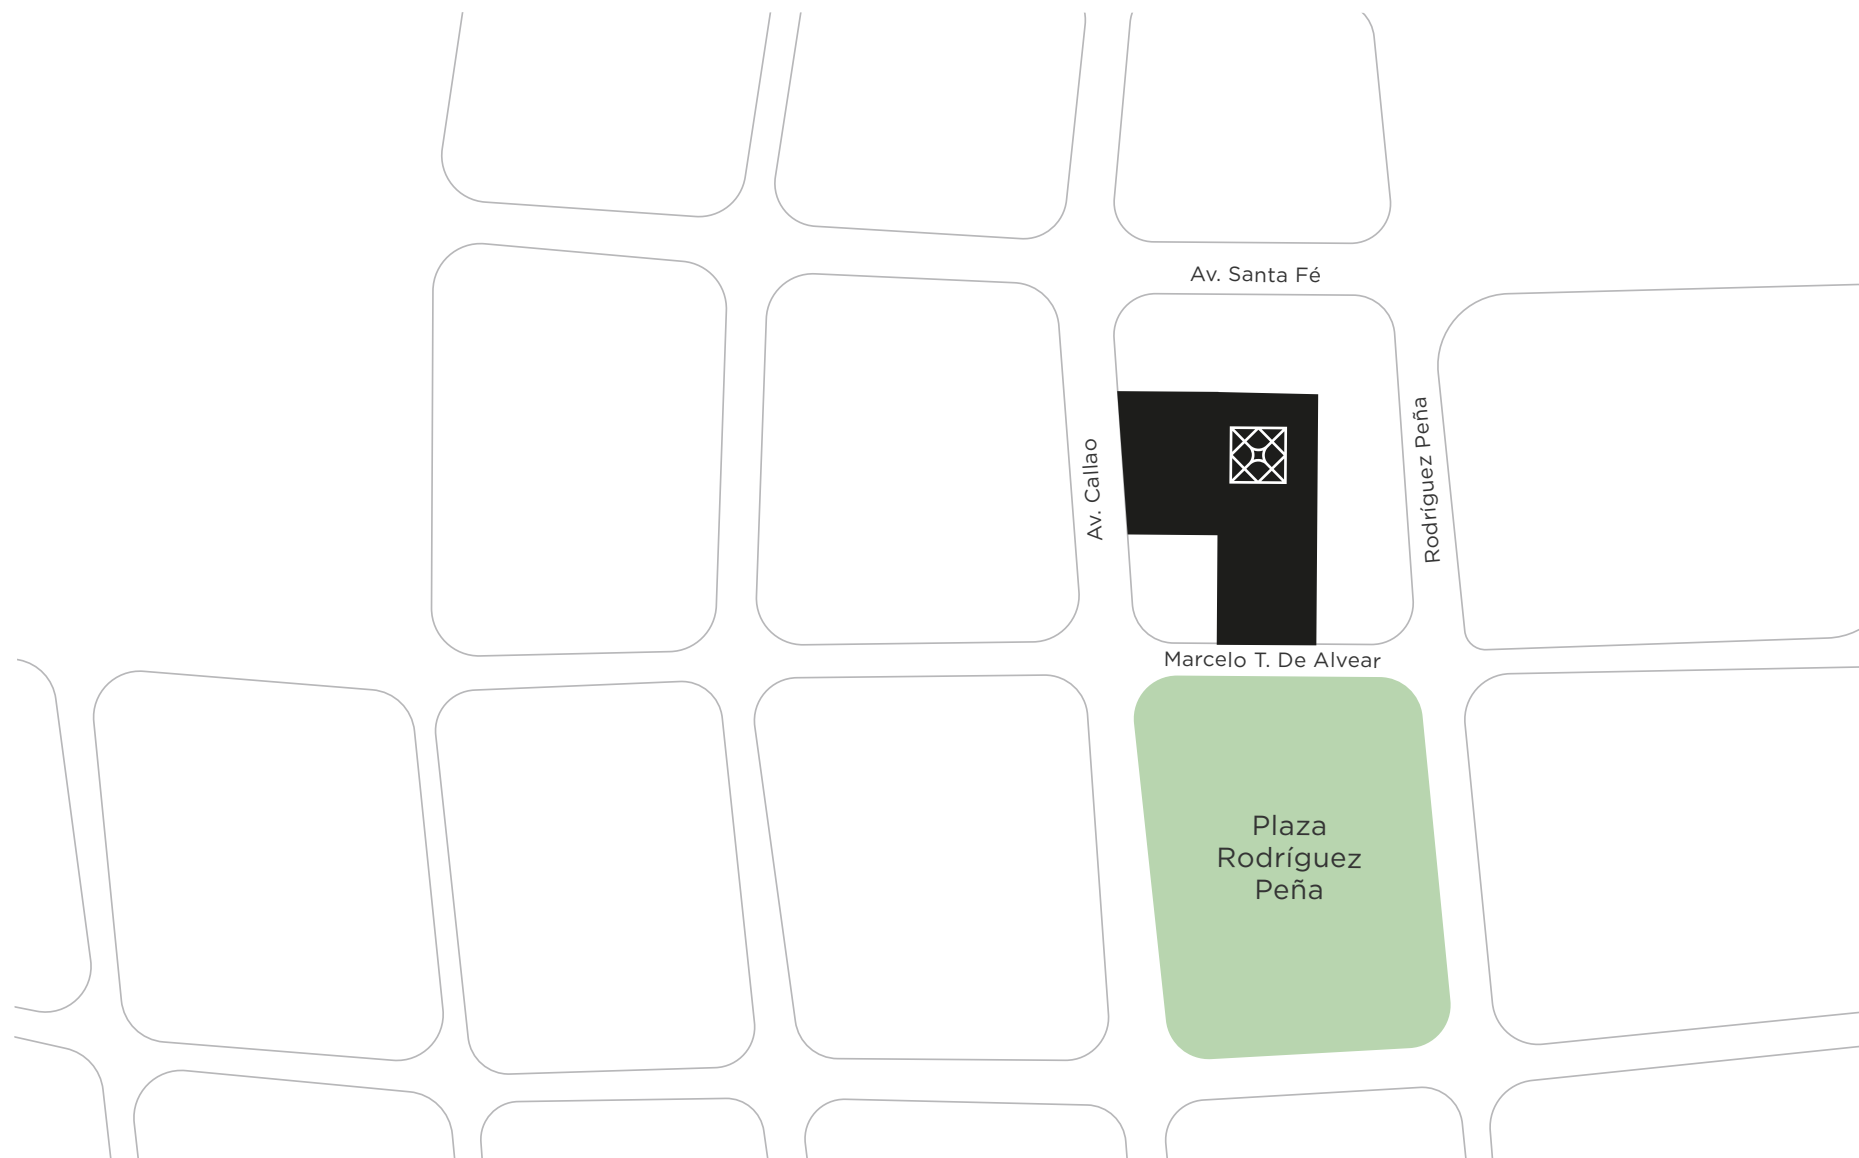 Av. Santa Fé
Av. Callao
Rodríguez Peña
Marcelo T. De Alvear
Plaza
Rodríguez
Peña